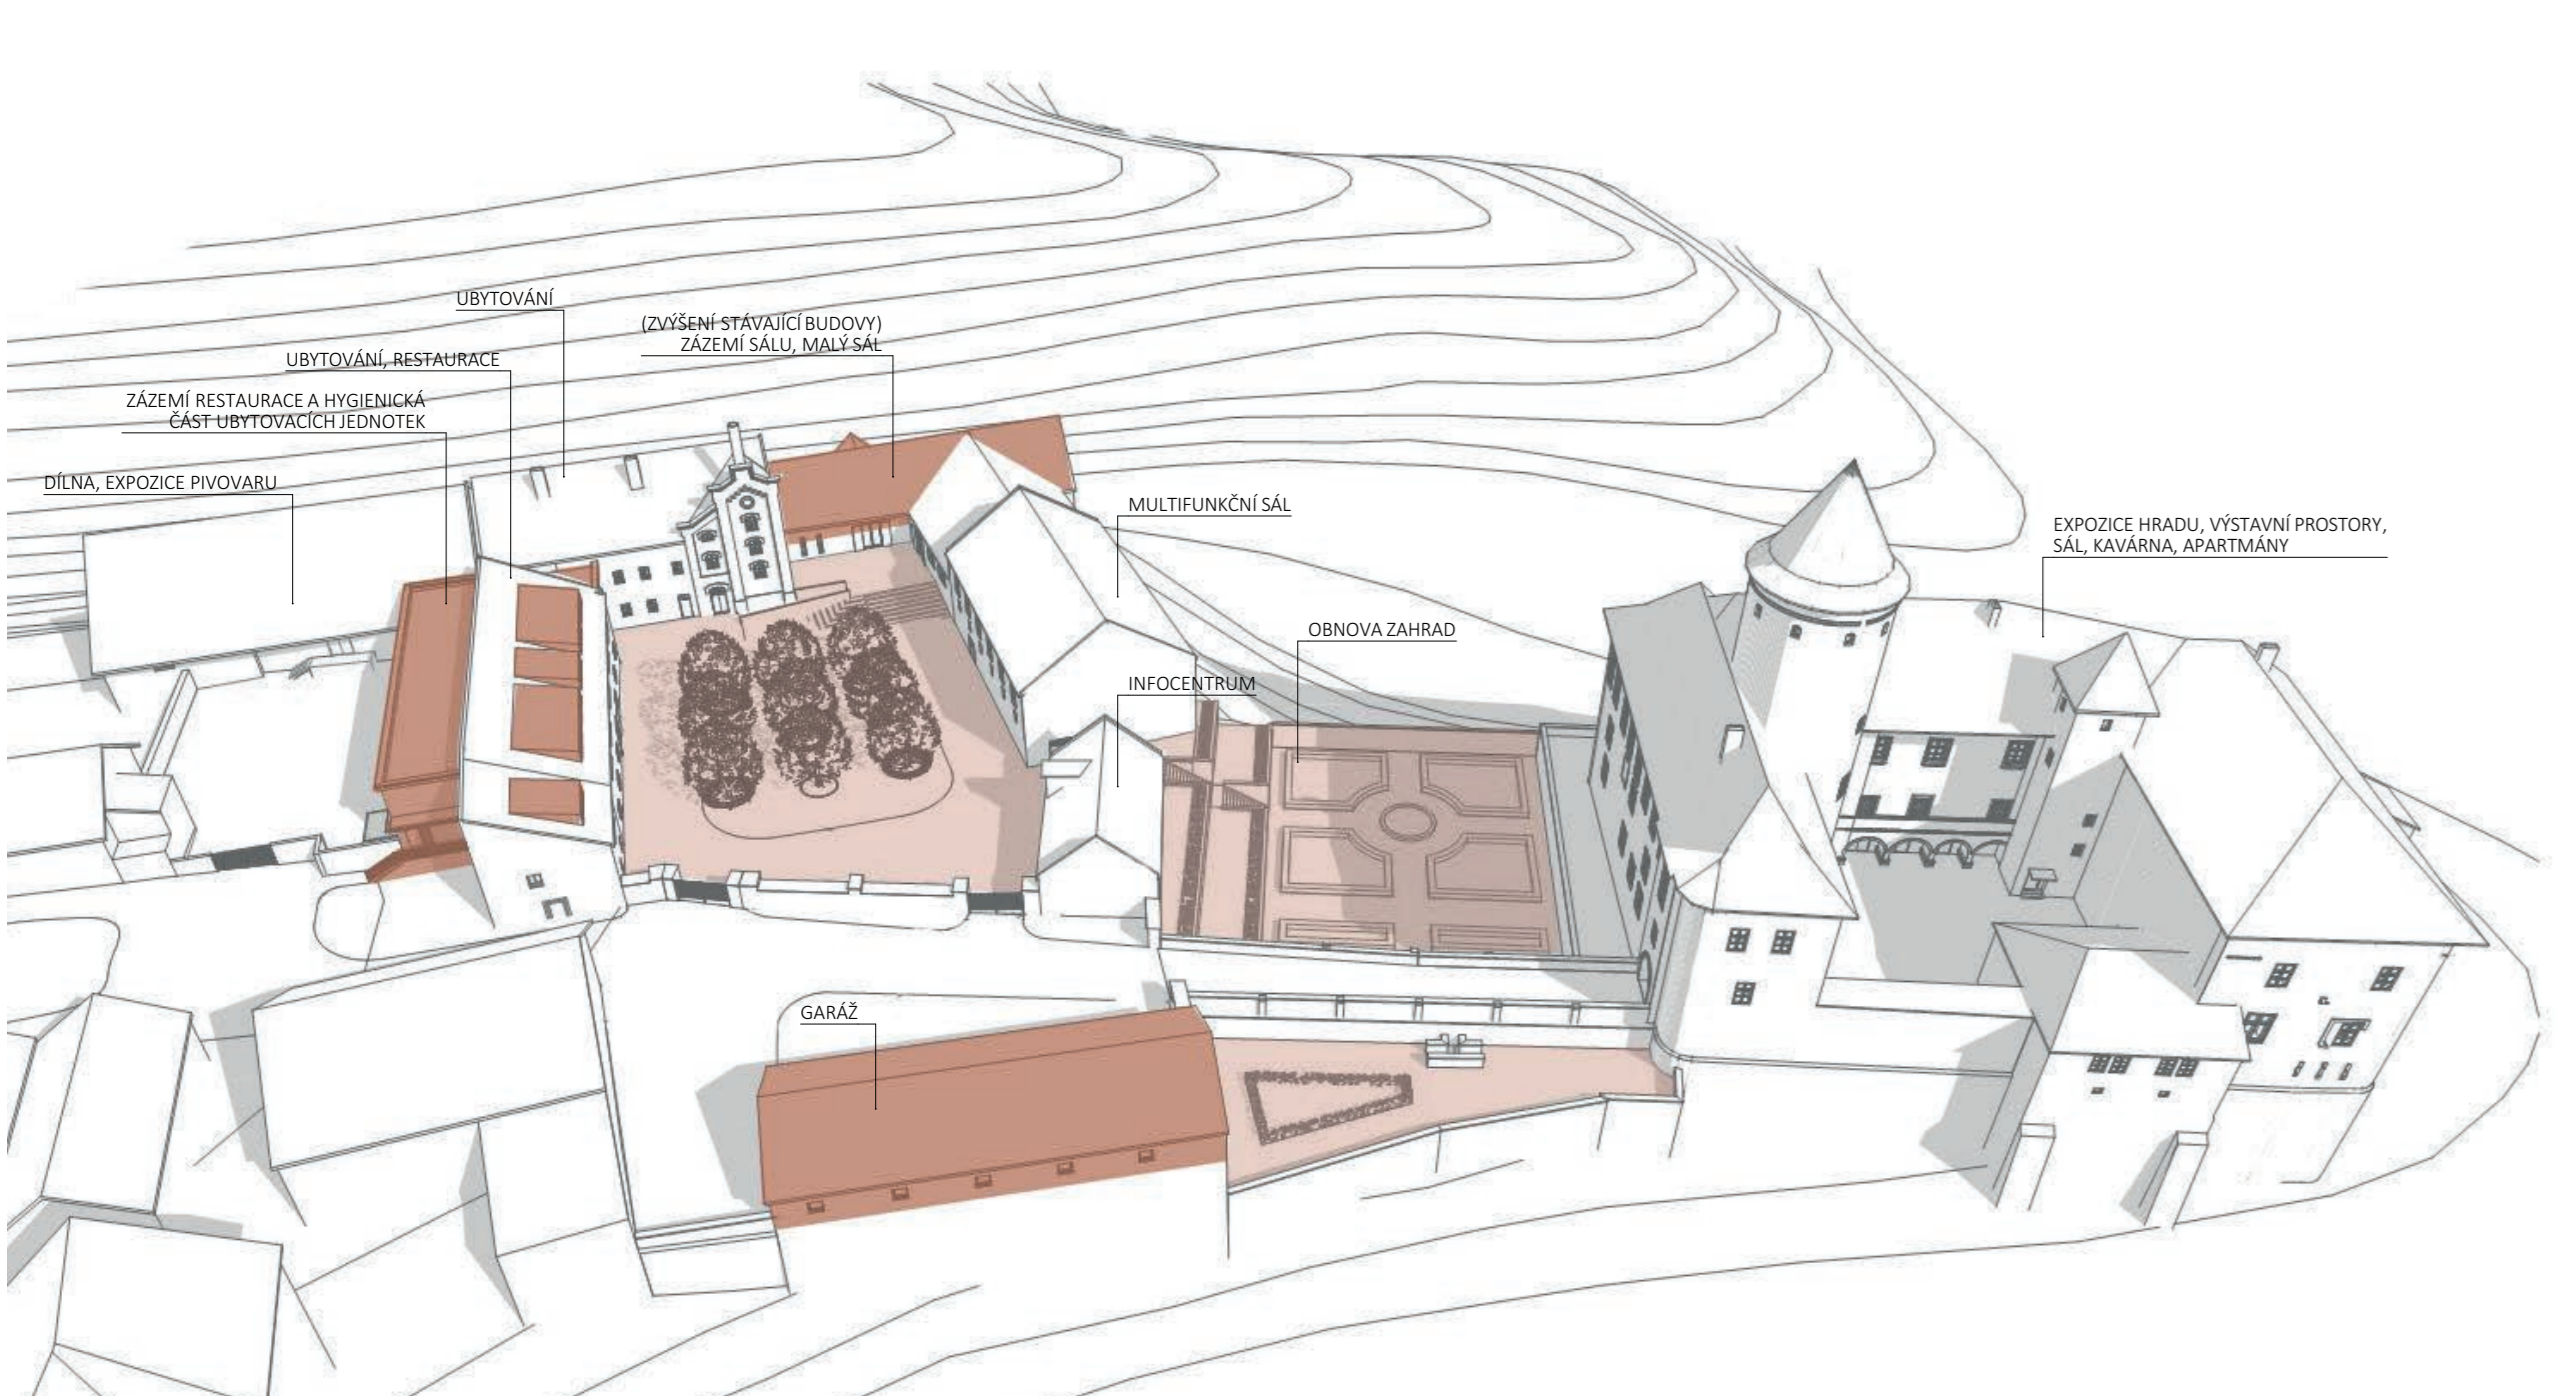 UBYTOVÁNÍ
(ZVÝŠENÍ STÁVAJÍCÍ BUDOVY)
ZÁZEMÍ SÁLU, MALÝ SÁL
UBYTOVÁNÍ, RESTAURACE
ZÁZEMÍ RESTAURACE A HYGIENICKÁ
ČÁST UBYTOVACÍCH JEDNOTEK
DÍLNA, EXPOZICE PIVOVARU
MULTIFUNKČNÍ SÁL
EXPOZICE HRADU, VÝSTAVNÍ PROSTORY,
SÁL, KAVÁRNA, APARTMÁNY
OBNOVA ZAHRAD
INFOCENTRUM
GARÁŽ